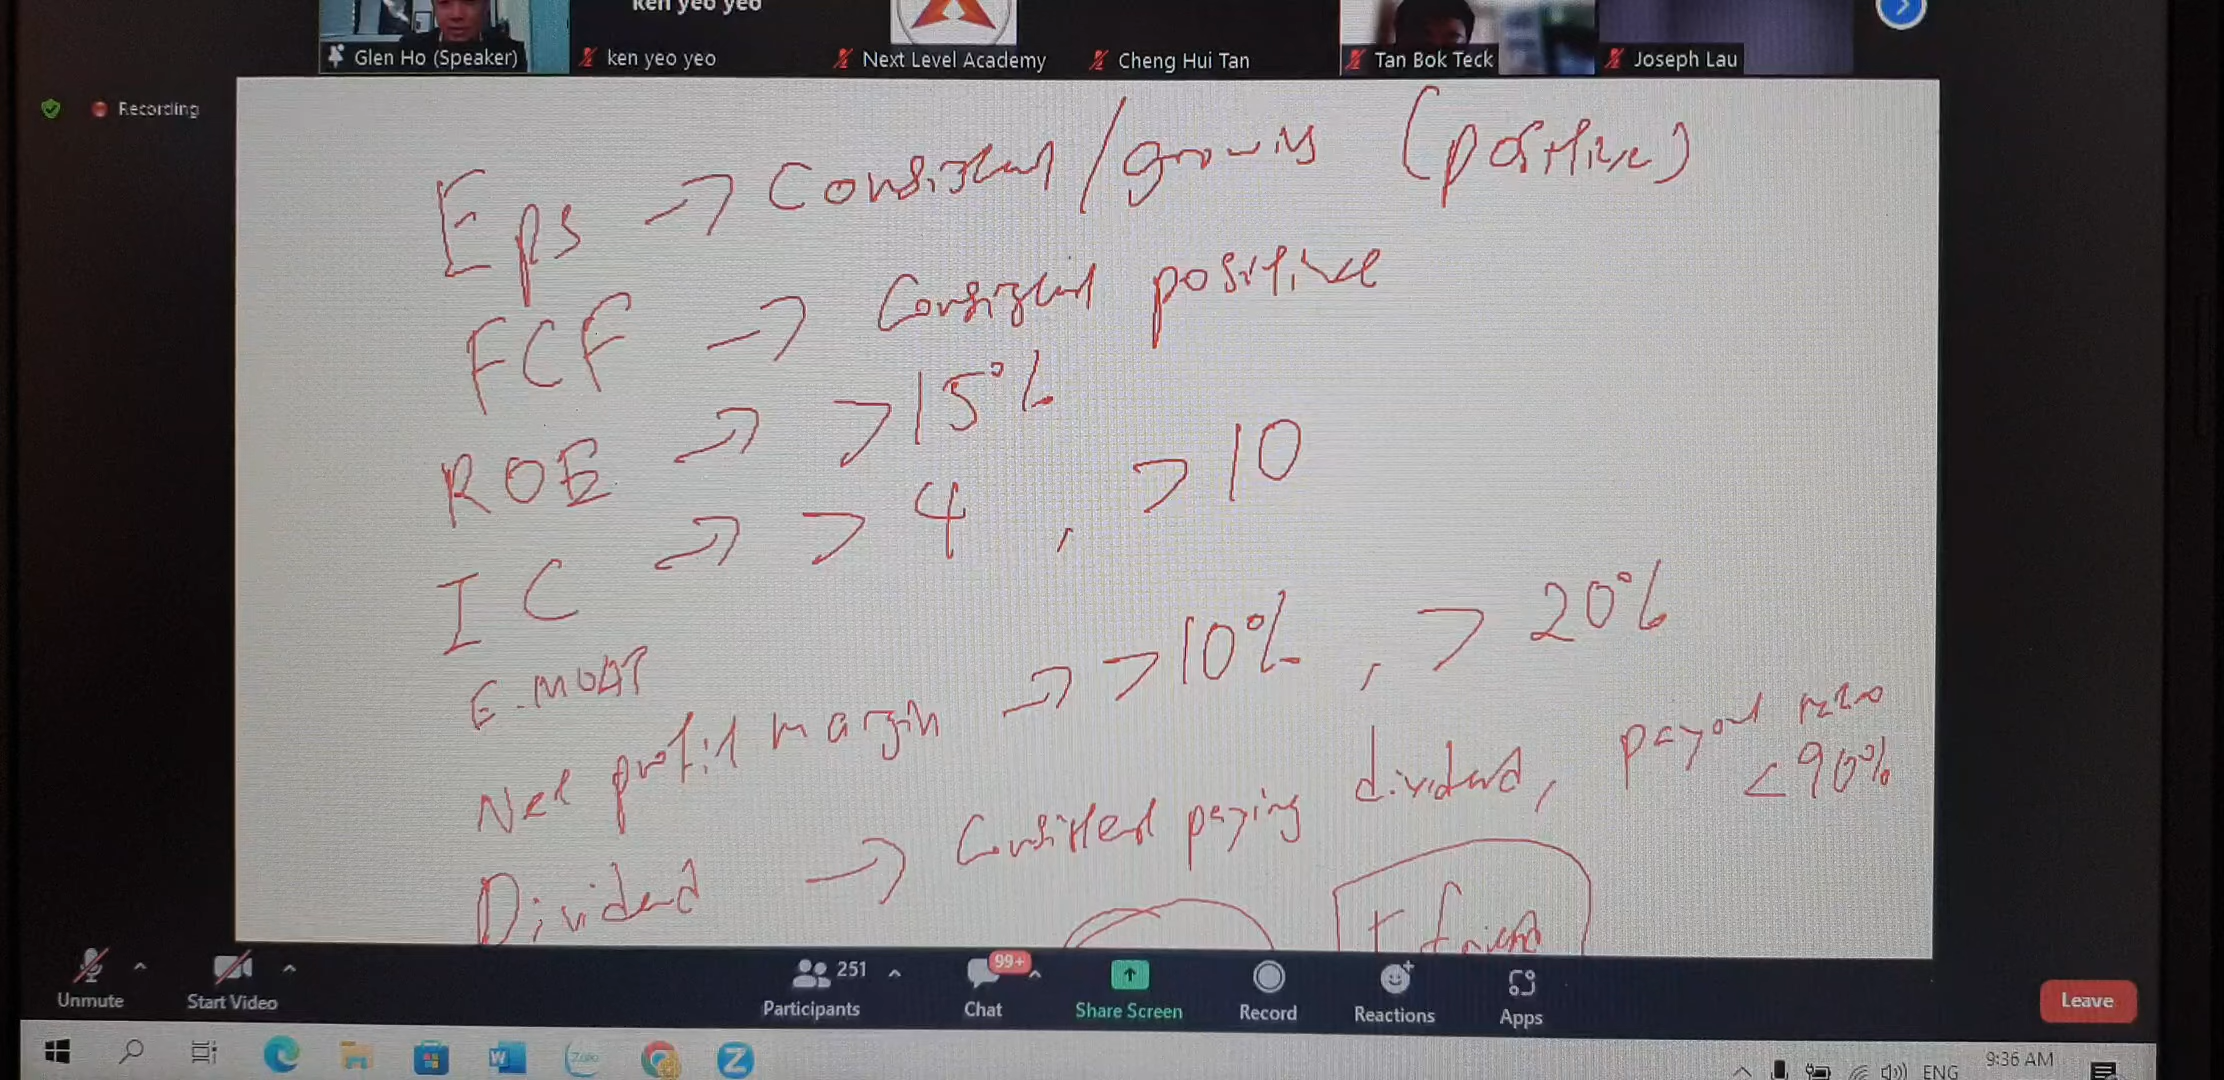 ken yeo yeo
Glen Ho (Speaker)
ken yeo yeo
Next Level Academy
Cheng Hui Tan
Tan Bok Teck
Joseph Lau
Recording
Eps → Consistent/growing (positive)
FCF → Consistent positive
ROE → >15%
IC → > 4, > 10
E-MOAT
Net profit margin → >10%, > 20%
Dividend → Consistent paying dividend, payout ratio <90%
Unmute
Start Video
251
Participants
99+
Chat
Share Screen
Record
Reactions
Apps
Leave
Zalo
ENG
9:36 AM